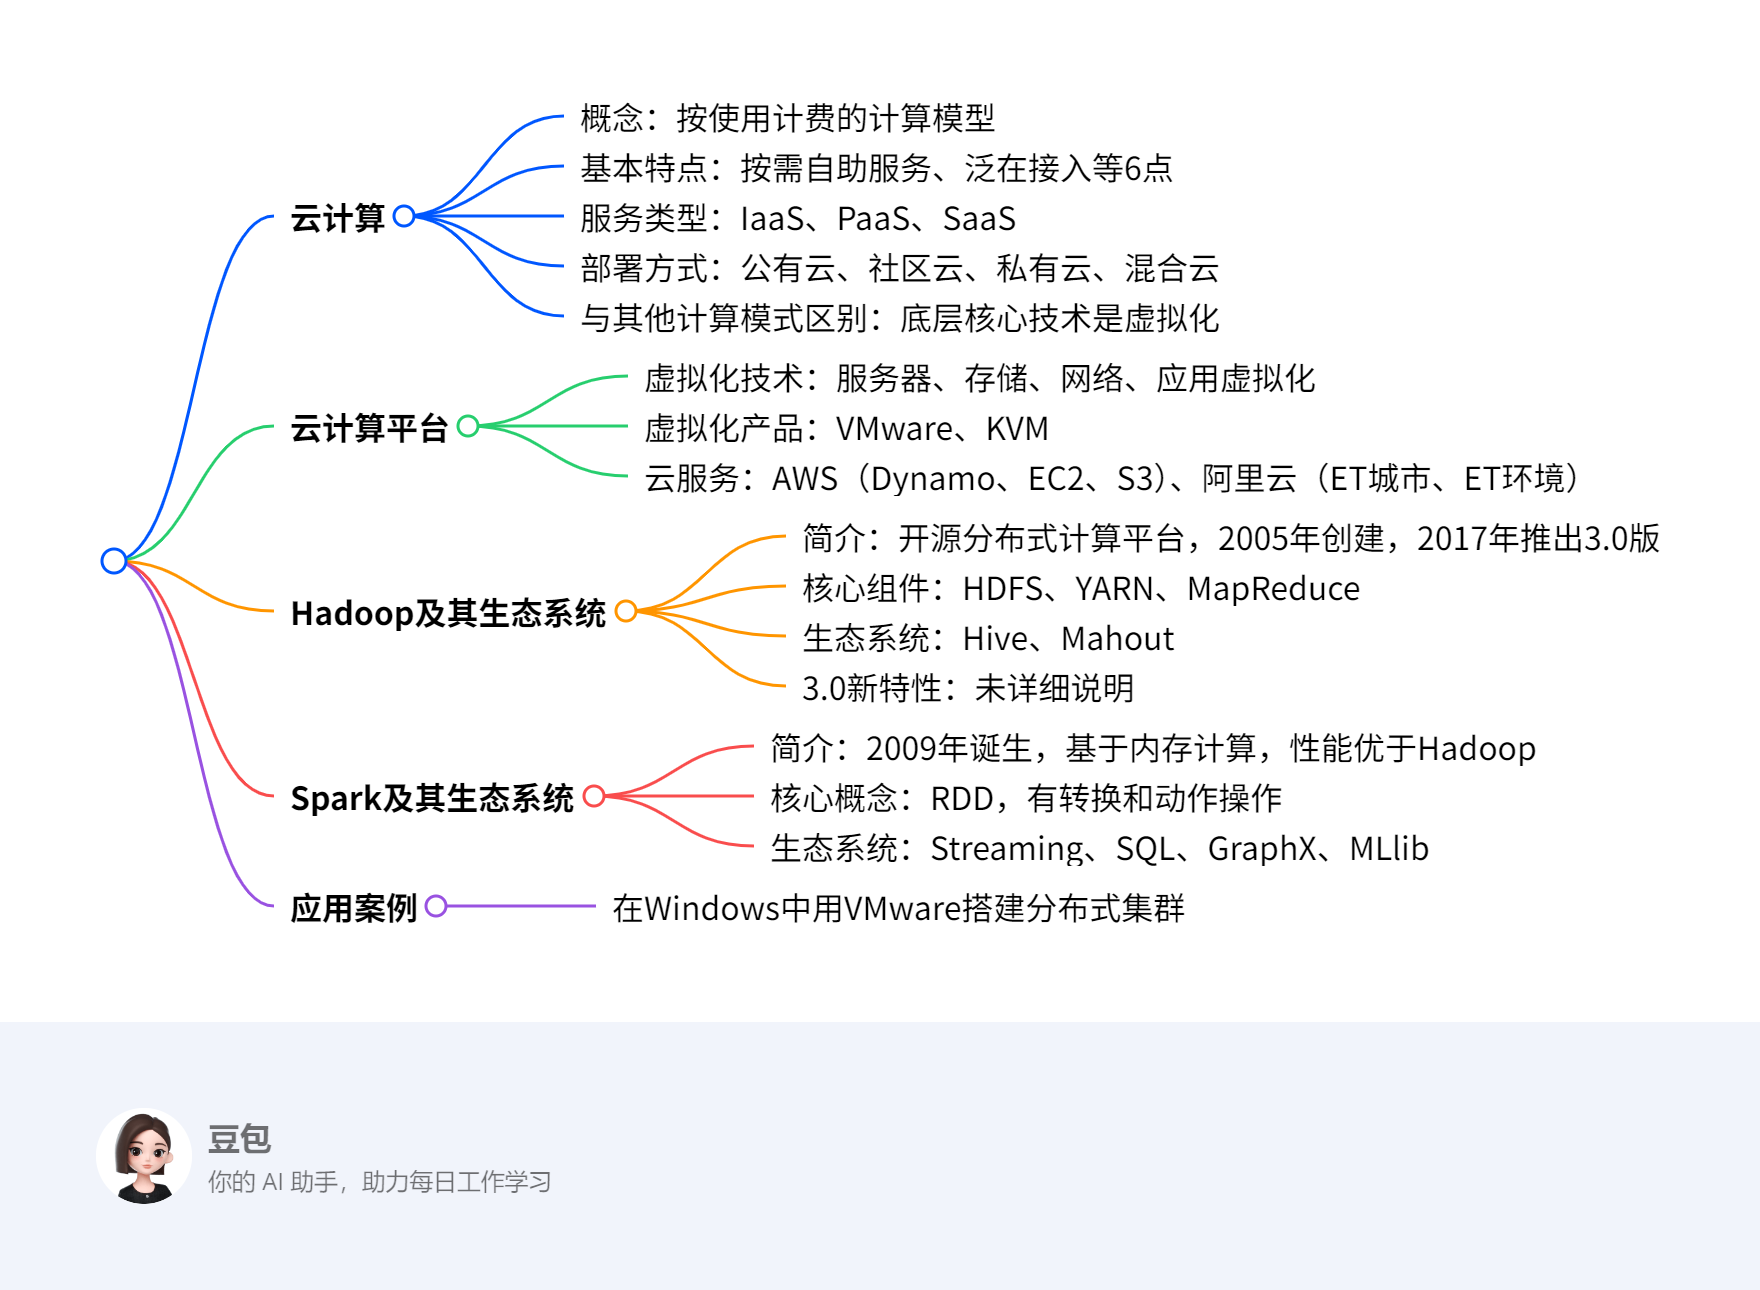 云计算
概念：按使用计费的计算模型
基本特点：按需自助服务、泛在接入等6点
服务类型：IaaS、PaaS、SaaS
部署方式：公有云、社区云、私有云、混合云
与其他计算模式区别：底层核心技术是虚拟化
云计算平台
虚拟化技术：服务器、存储、网络、应用虚拟化
虚拟化产品：VMware、KVM
云服务：AWS（Dynamo、EC2、S3）、阿里云（ET城市、ET环境）
Hadoop及其生态系统
简介：开源分布式计算平台，2005年创建，2017年推出3.0版
核心组件：HDFS、YARN、MapReduce
生态系统：Hive、Mahout
3.0新特性：未详细说明
Spark及其生态系统
简介：2009年诞生，基于内存计算，性能优于Hadoop
核心概念：RDD，有转换和动作操作
生态系统：Streaming、SQL、GraphX、MLlib
应用案例
在Windows中用VMware搭建分布式集群
豆包
你的 AI 助手，助力每日工作学习